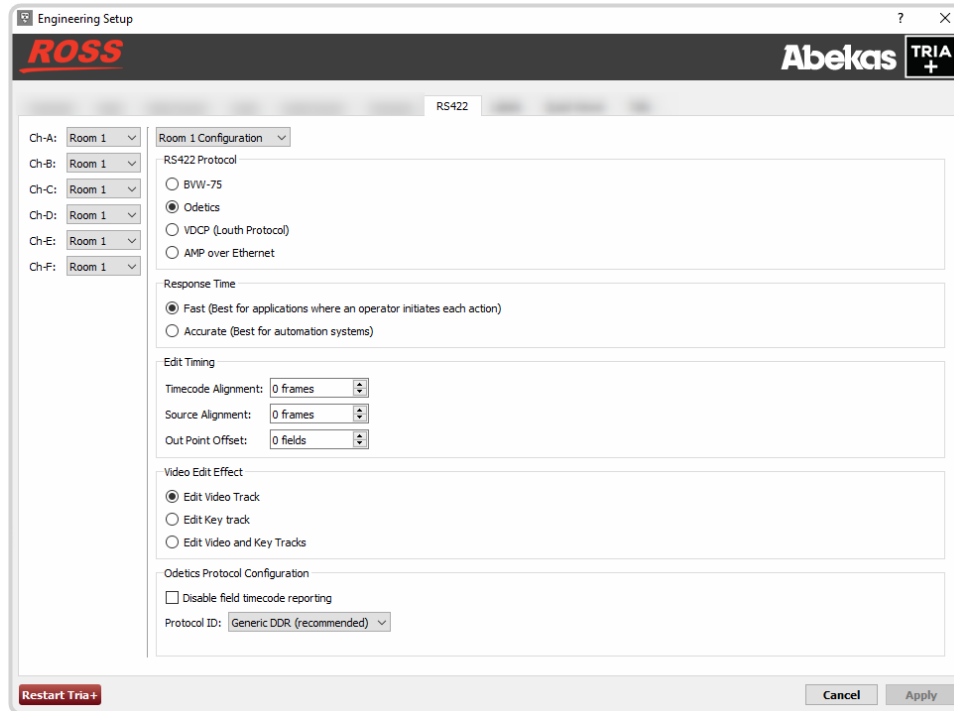 Engineering Setup
?
ROSS
Abekas TRIA
+
RS422
Ch-A: Room 1
Ch-B: Room 1
Ch-C: Room 1
Ch-D: Room 1
Ch-E: Room 1
Ch-F: Room 1
Room 1 Configuration
RS422 Protocol
BVW-75
Odetics
VDCP (Louth Protocol)
AMP over Ethernet
Response Time
Fast (Best for applications where an operator initiates each action)
Accurate (Best for automation systems)
Edit Timing
Timecode Alignment: 0 frames
Source Alignment: 0 frames
Out Point Offset: 0 fields
Video Edit Effect
Edit Video Track
Edit Key track
Edit Video and Key Tracks
Odetics Protocol Configuration
Disable field timecode reporting
Protocol ID: Generic DDR (recommended)
Restart Tria+
Cancel
Apply